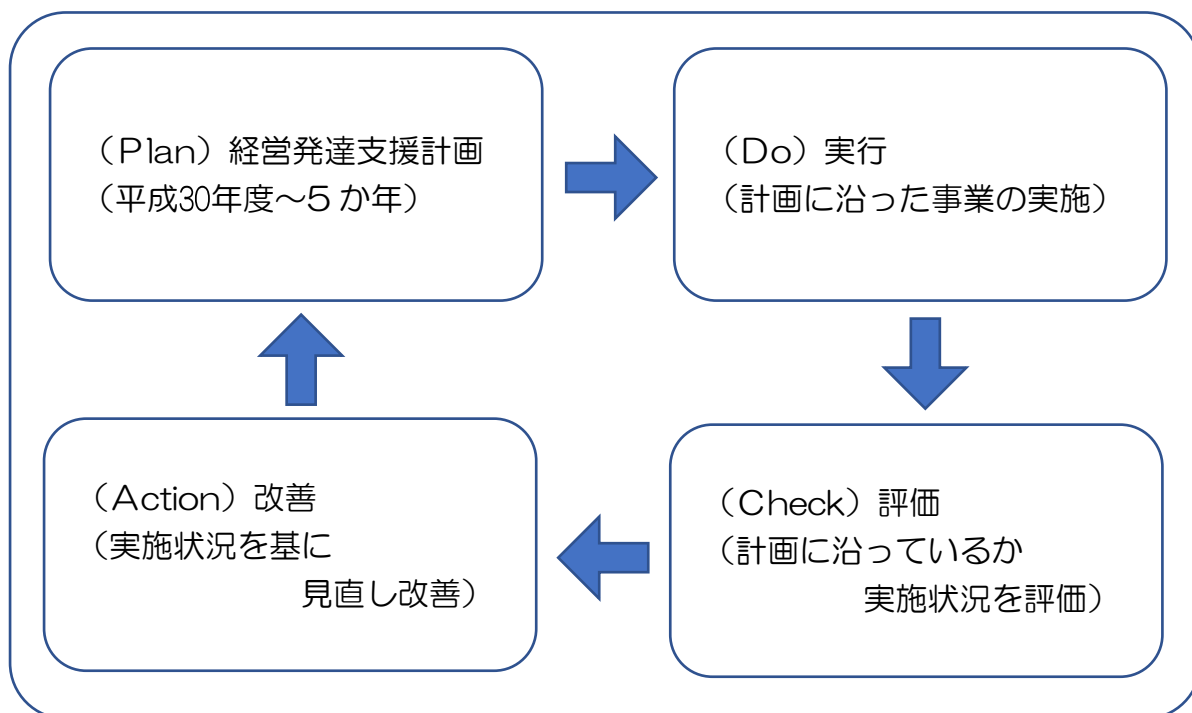 （Plan）経営発達支援計画
（平成30年度～５か年）
（Do）実行
（計画に沿った事業の実施）
（Check）評価
（計画に沿っているか
実施状況を評価）
（Action）改善
（実施状況を基に
見直し改善）